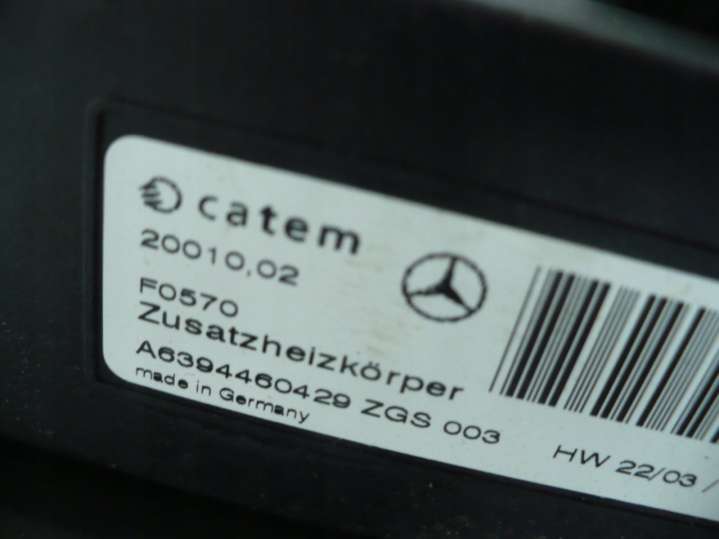 catem
20010,02
F0570
Zusatzheizkörper
A6394460429 ZGS 003
made in Germany
HW 22/03 /